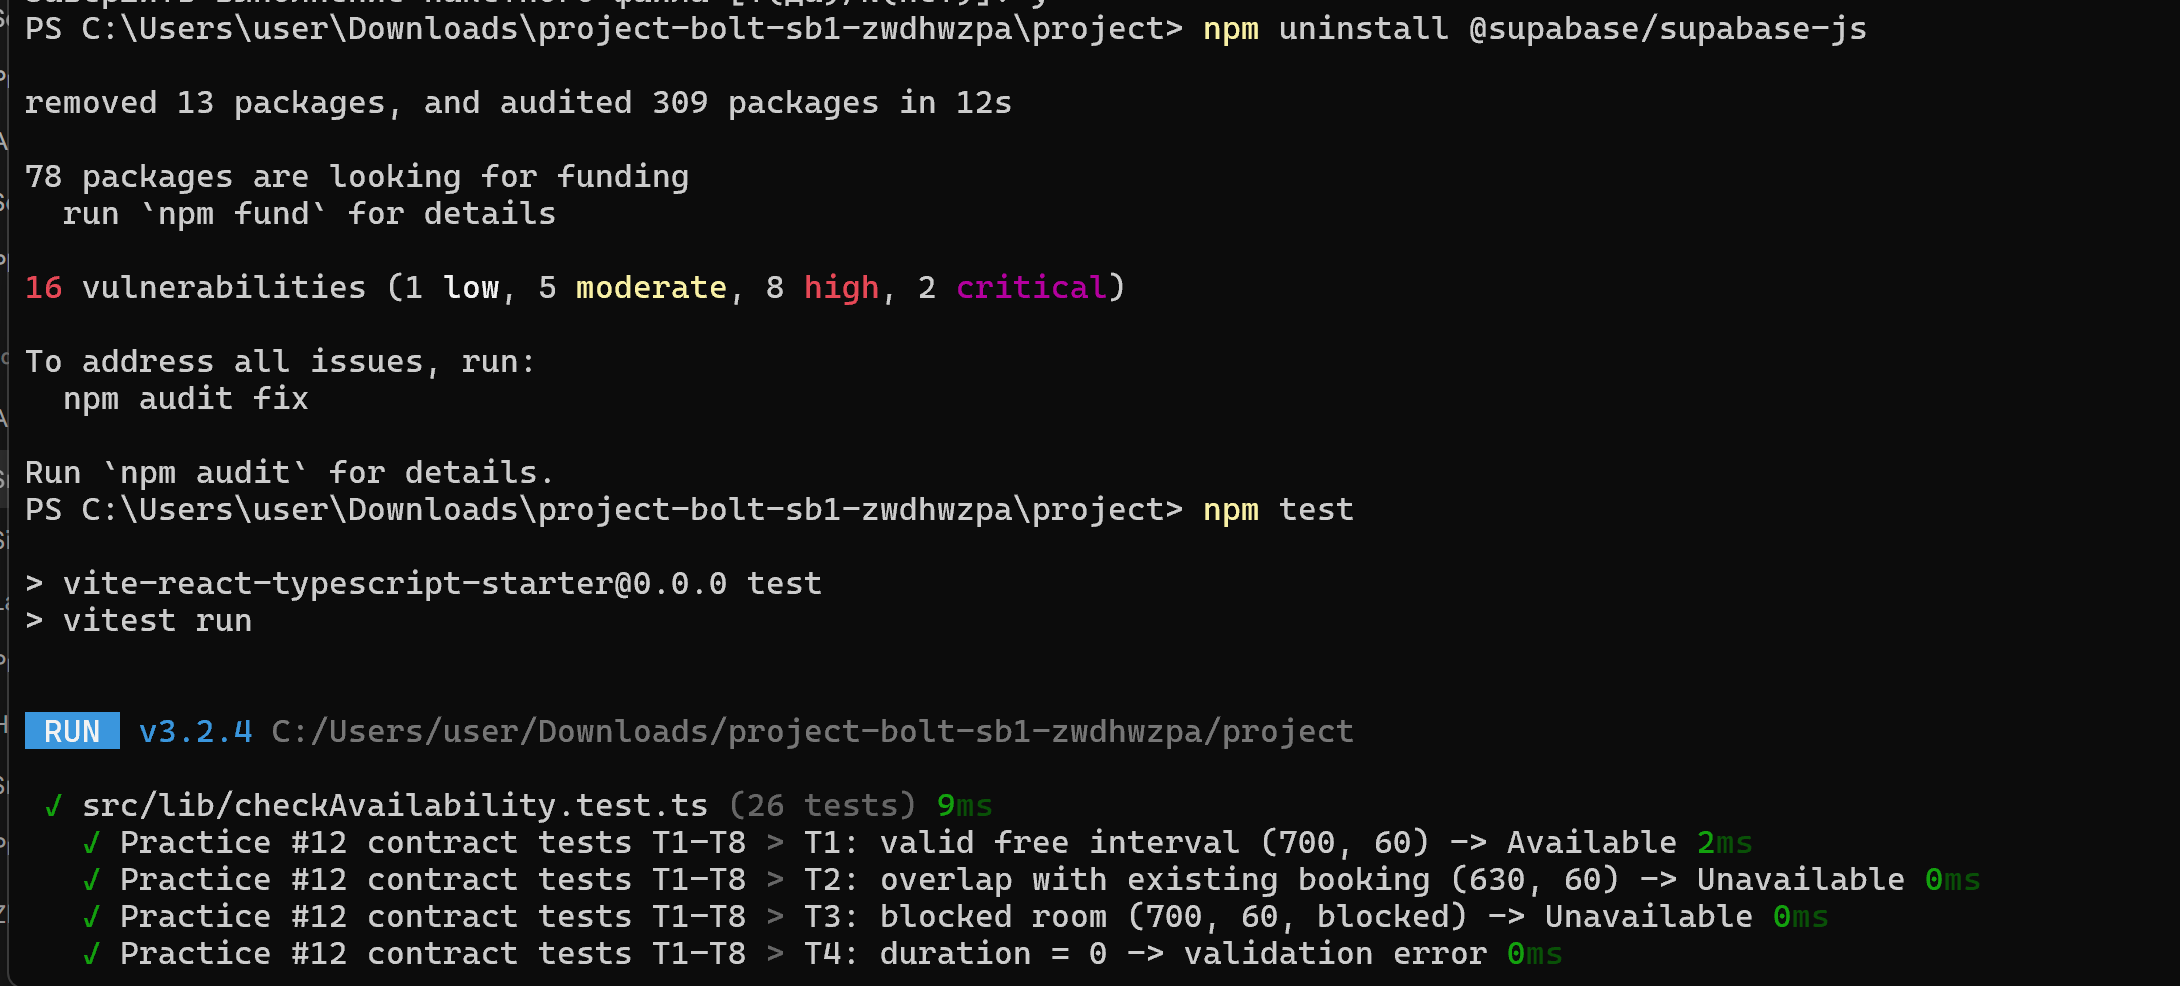 PS C:\Users\user\Downloads\project-bolt-sb1-zwdhwzpa\project> npm uninstall @supabase/supabase-js
removed 13 packages, and audited 309 packages in 12s
78 packages are looking for funding
  run `npm fund` for details
16 vulnerabilities (1 low, 5 moderate, 8 high, 2 critical)
To address all issues, run:
  npm audit fix
Run `npm audit` for details.
PS C:\Users\user\Downloads\project-bolt-sb1-zwdhwzpa\project> npm test
> vite-react-typescript-starter@0.0.0 test
> vitest run
RUN v3.2.4 C:/Users/user/Downloads/project-bolt-sb1-zwdhwzpa/project
√ src/lib/checkAvailability.test.ts (26 tests) 9ms
√ Practice #12 contract tests T1-T8 > T1: valid free interval (700, 60) -> Available 2ms
√ Practice #12 contract tests T1-T8 > T2: overlap with existing booking (630, 60) -> Unavailable 0ms
√ Practice #12 contract tests T1-T8 > T3: blocked room (700, 60, blocked) -> Unavailable 0ms
√ Practice #12 contract tests T1-T8 > T4: duration = 0 -> validation error 0ms